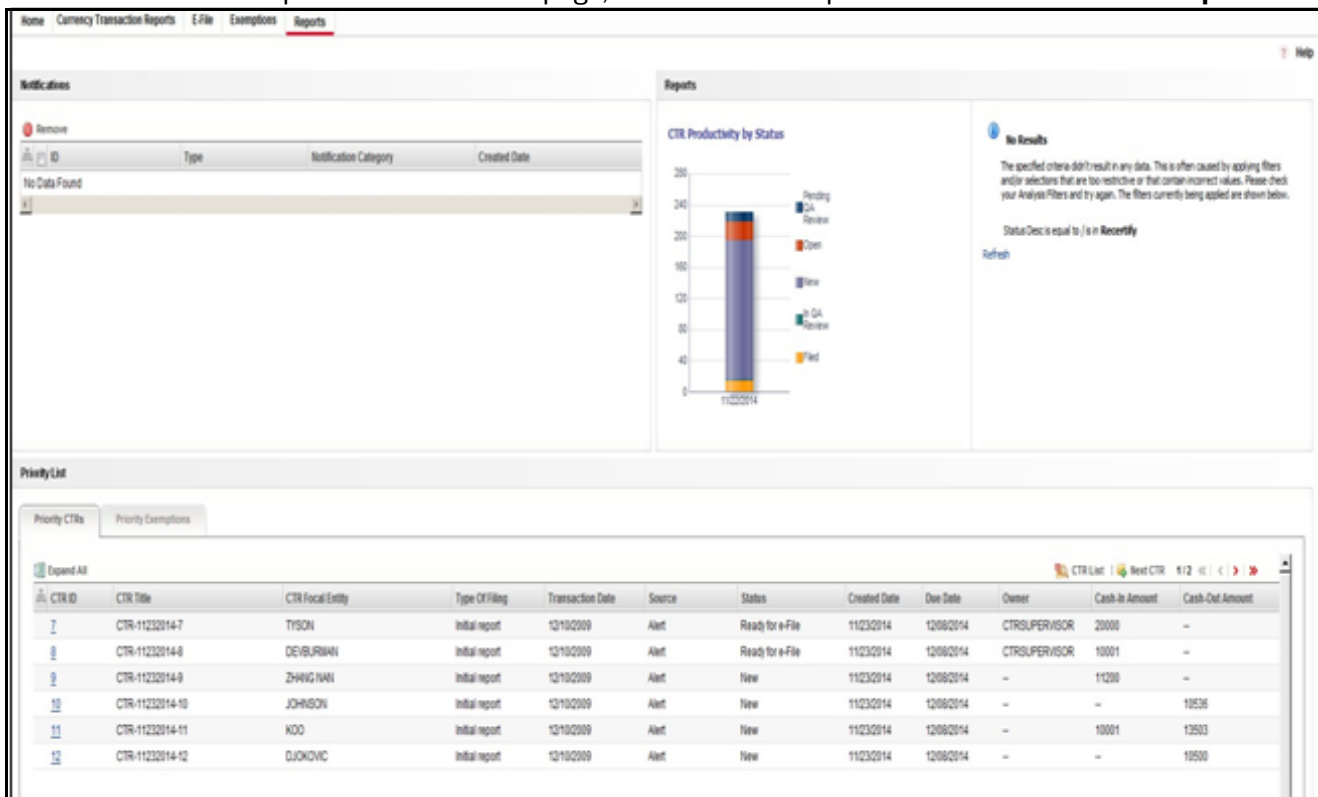 Home Currency Transaction Reports E-File Exemptions Reports
? Help
Notifications
Remove
ID Type Notification Category Created Date
No Data Found
Reports
CTR Productivity by Status
280
240
200
160
120
80
40
0
11/22/2014
Pending QA Review
Open
New
In QA Review
Filed
No Results
The specified criteria didn't result in any data. This is often caused by applying filters
and/or selections that are too restrictive or that contain incorrect values. Please check
your Analysis Filters and try again. The filters currently being applied are shown below.
Status Desc is equal to / is in Recertify
Refresh
Priority List
Priority CTRs Priority Exemptions
Expand All
CTR List | Next CTR 1/2
CTR ID CTR Title CTR Focal Entity Type Of Filing Transaction Date Source Status Created Date Due Date Owner Cash-In Amount Cash-Out Amount
7 CTR-11232014-7 TYSON Initial report 12/10/2009 Alert Ready for e-File 11/23/2014 12/08/2014 CTRSUPERVISOR 20000 --
8 CTR-11232014-8 DEVBURMAN Initial report 12/10/2009 Alert Ready for e-File 11/23/2014 12/08/2014 CTRSUPERVISOR 10001 --
9 CTR-11232014-9 ZHANG NAN Initial report 12/10/2009 Alert New 11/23/2014 12/08/2014 -- 11200 --
10 CTR-11232014-10 JOHNSON Initial report 12/10/2009 Alert New 11/23/2014 12/08/2014 -- -- 10536
11 CTR-11232014-11 KOO Initial report 12/10/2009 Alert New 11/23/2014 12/08/2014 -- 10001 13503
12 CTR-11232014-12 DJOKOVIC Initial report 12/10/2009 Alert New 11/23/2014 12/08/2014 -- -- 10500